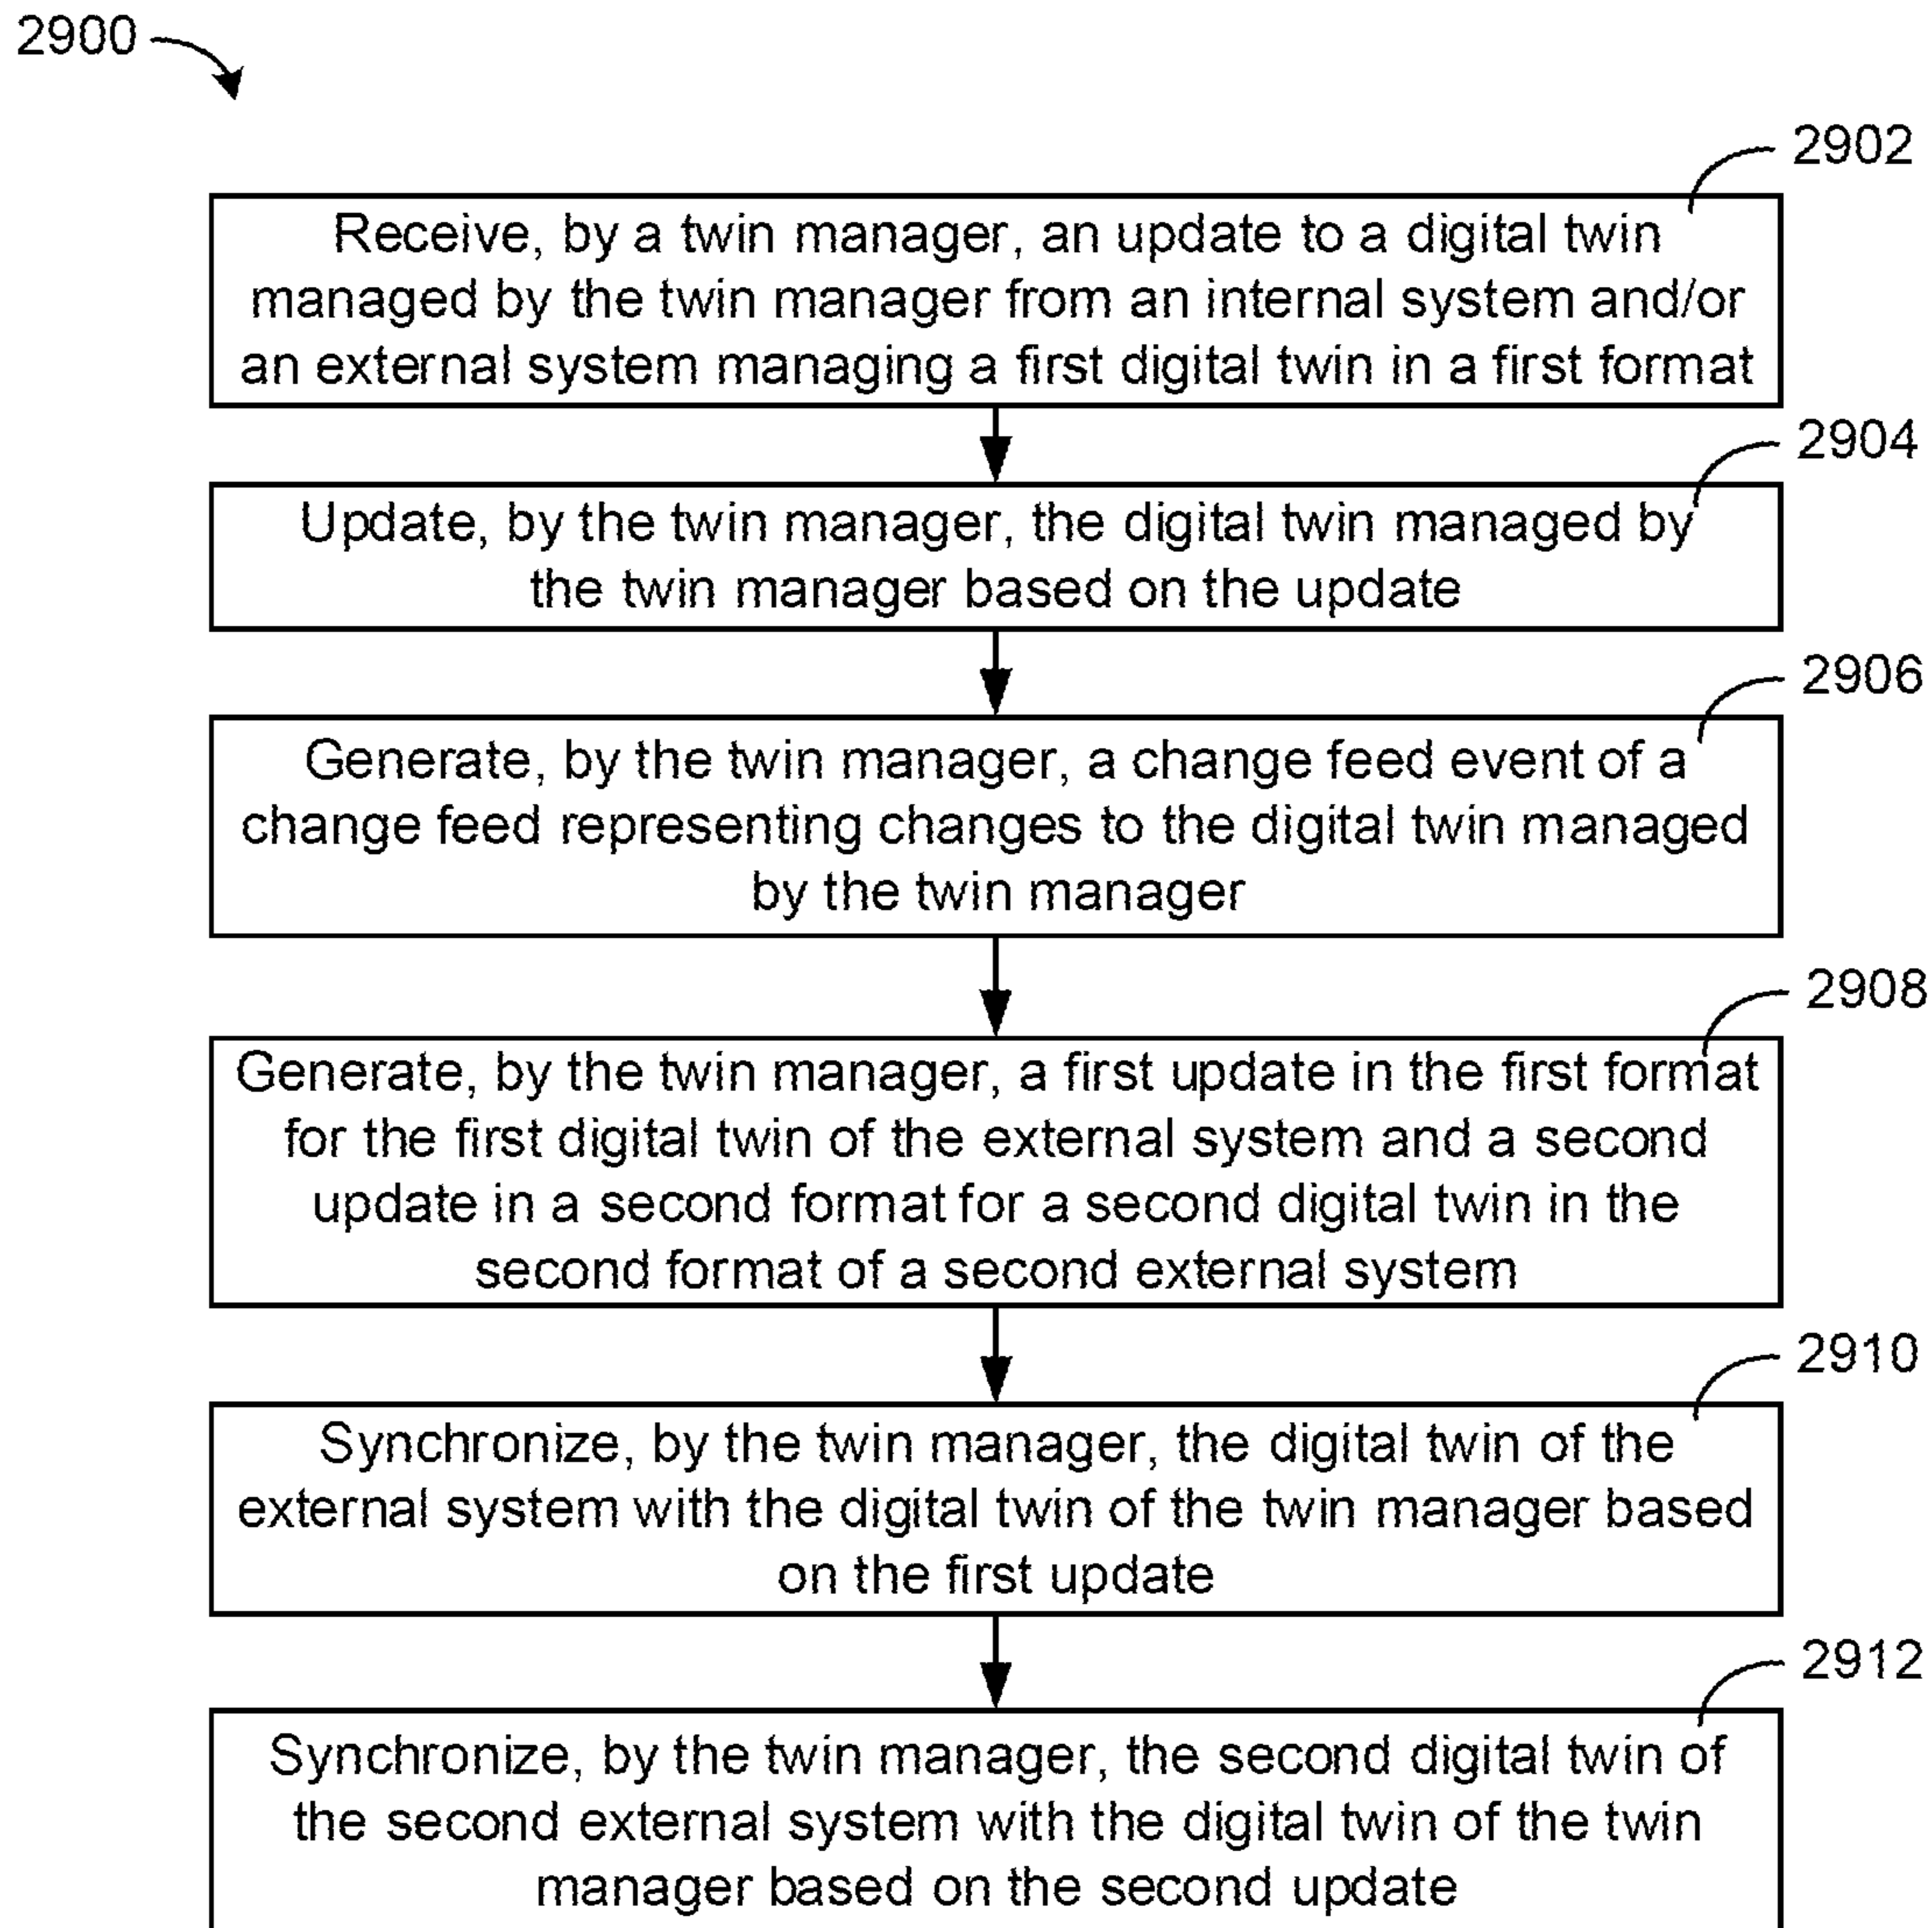 2900
2902
Receive, by a twin manager, an update to a digital twin
managed by the twin manager from an internal system and/or
an external system managing a first digital twin in a first format
2904
Update, by the twin manager, the digital twin managed by
the twin manager based on the update
2906
Generate, by the twin manager, a change feed event of a
change feed representing changes to the digital twin managed
by the twin manager
2908
Generate, by the twin manager, a first update in the first format
for the first digital twin of the external system and a second
update in a second format for a second digital twin in the
second format of a second external system
2910
Synchronize, by the twin manager, the digital twin of the
external system with the digital twin of the twin manager based
on the first update
2912
Synchronize, by the twin manager, the second digital twin of
the second external system with the digital twin of the twin
manager based on the second update